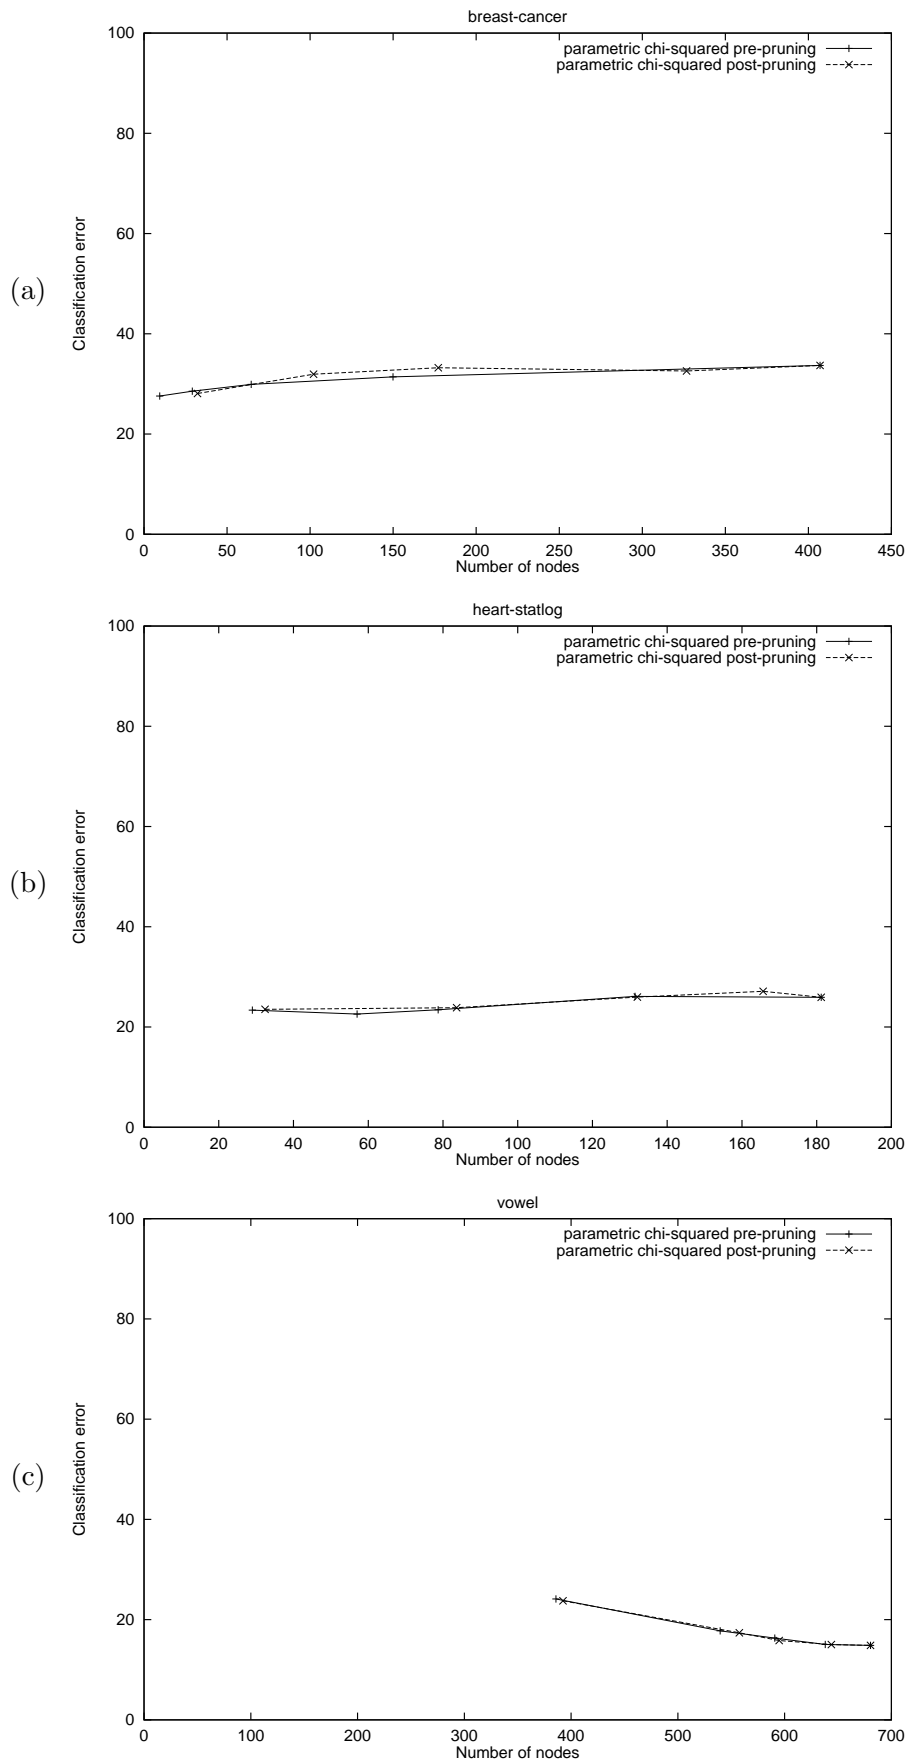 breast-cancer
100
80
60
40
20
0
parametric chi-squared pre-pruning
parametric chi-squared post-pruning
Classification error
(a)
0 50 100 150 200 250 300 350 400 450
Number of nodes
heart-statlog
100
80
60
40
20
0
parametric chi-squared pre-pruning
parametric chi-squared post-pruning
Classification error
(b)
0 20 40 60 80 100 120 140 160 180 200
Number of nodes
vowel
100
80
60
40
20
0
parametric chi-squared pre-pruning
parametric chi-squared post-pruning
Classification error
(c)
0 100 200 300 400 500 600 700
Number of nodes